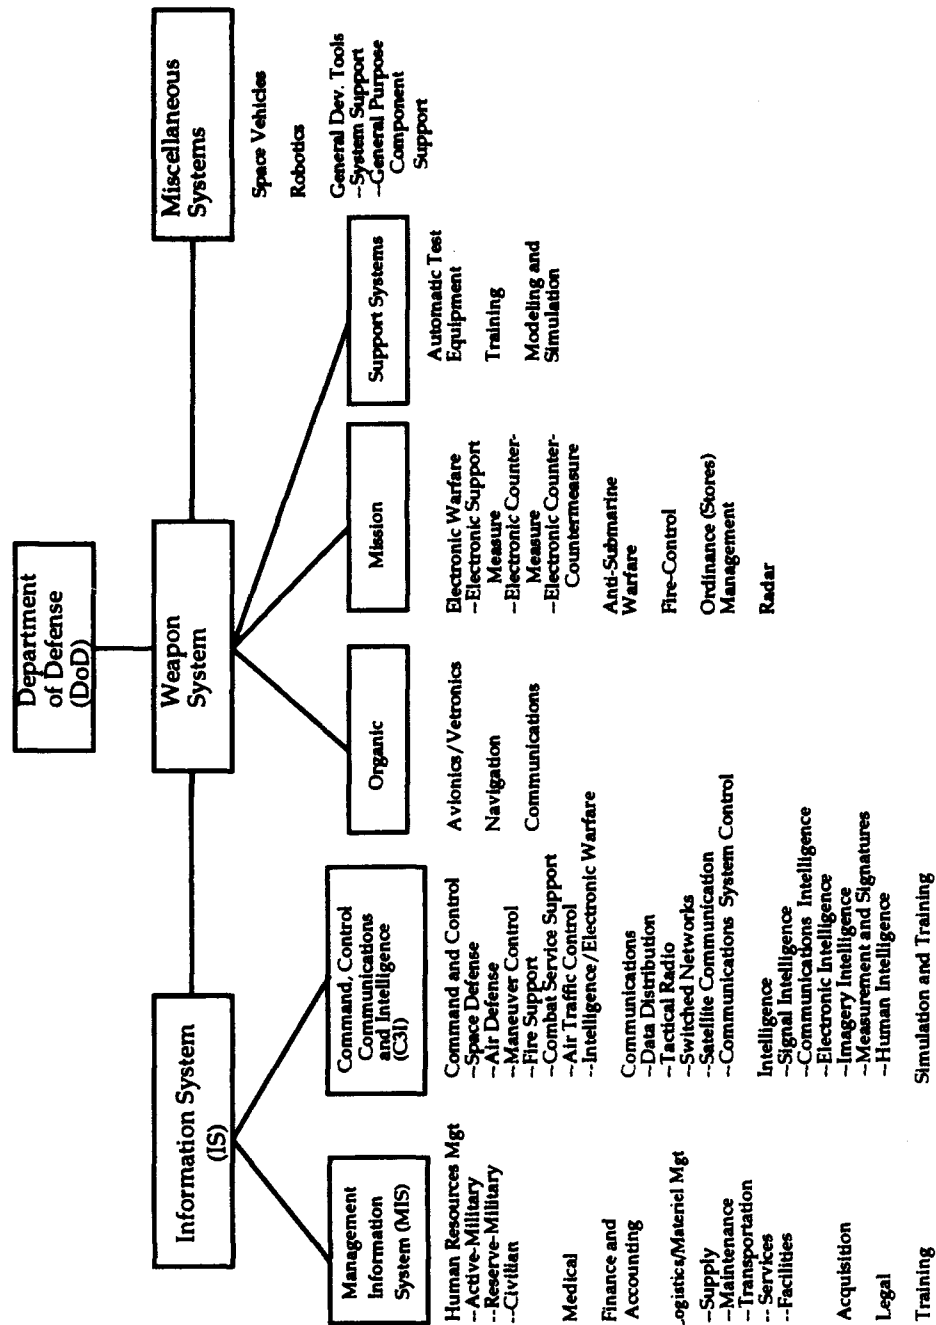 Department
of Defense
(DoD)
Information System
(IS)
Weapon
System
Miscellaneous
Systems
Management
Information
System (MIS)
Command, Control
Communications
and Intelligence
(C3I)
Organic
Mission
Support Systems
Human Resources Mgt
--Active-Military
--Reserve-Military
--Civilian
Medical
Finance and
Accounting
ogistics/Materiel Mgt
--Supply
--Maintenance
--Transportation
--Services
--Facilities
Acquisition
Legal
Training
Command and Control
--Space Defense
--Air Defense
--Maneuver Control
--Fire Support
--Combat Service Support
--Air Traffic Control
--Intelligence/Electronic Warfare
Communications
--Data Distribution
--Tactical Radio
--Switched Networks
--Satellite Communication
--Communications System Control
Intelligence
--Signal Intelligence
--Communications Intelligence
--Electronic Intelligence
--Imagery Intelligence
--Measurement and Signatures
--Human Intelligence
Simulation and Training
Avionics/Vetronics
Navigation
Communications
Electronic Warfare
--Electronic Support
Measure
--Electronic Counter-
Measure
--Electronic Counter-
Countermeasure
Anti-Submarine
Warfare
Fire-Control
Ordinance (Stores)
Management
Radar
Automatic Test
Equipment
Training
Modeling and
Simulation
Space Vehicles
Robotics
General Dev. Tools
--System Support
--General Purpose
Component
Support